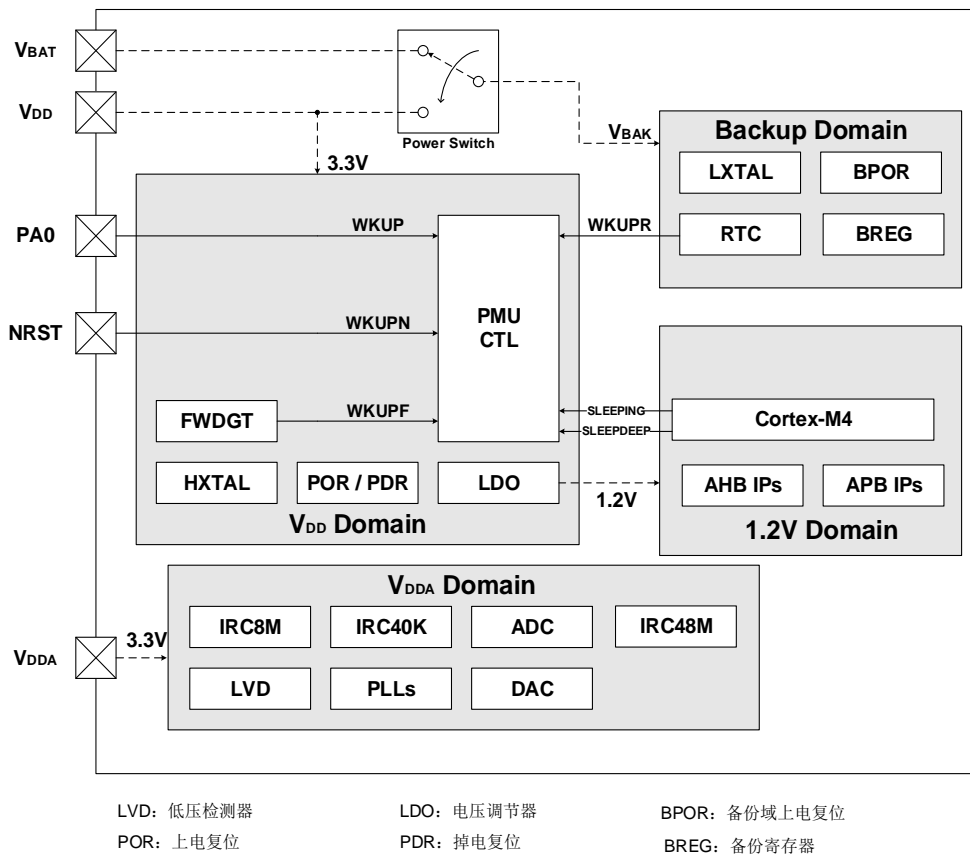 VBAT
VDD
Power Switch
3.3V
VBAK
Backup Domain
LXTAL
BPOR
RTC
BREG
PA0
WKUP
WKUPR
NRST
WKUPN
PMU
CTL
FWDGT
WKUPF
SLEEPING
SLEEPDEEP
Cortex-M4
HXTAL
POR / PDR
LDO
1.2V
AHB IPs
APB IPs
VDD Domain
1.2V Domain
VDDA Domain
VDDA
3.3V
IRC8M
IRC40K
ADC
IRC48M
LVD
PLLs
DAC
LVD：低压检测器
LDO：电压调节器
BPOR：备份域上电复位
POR：上电复位
PDR：掉电复位
BREG：备份寄存器